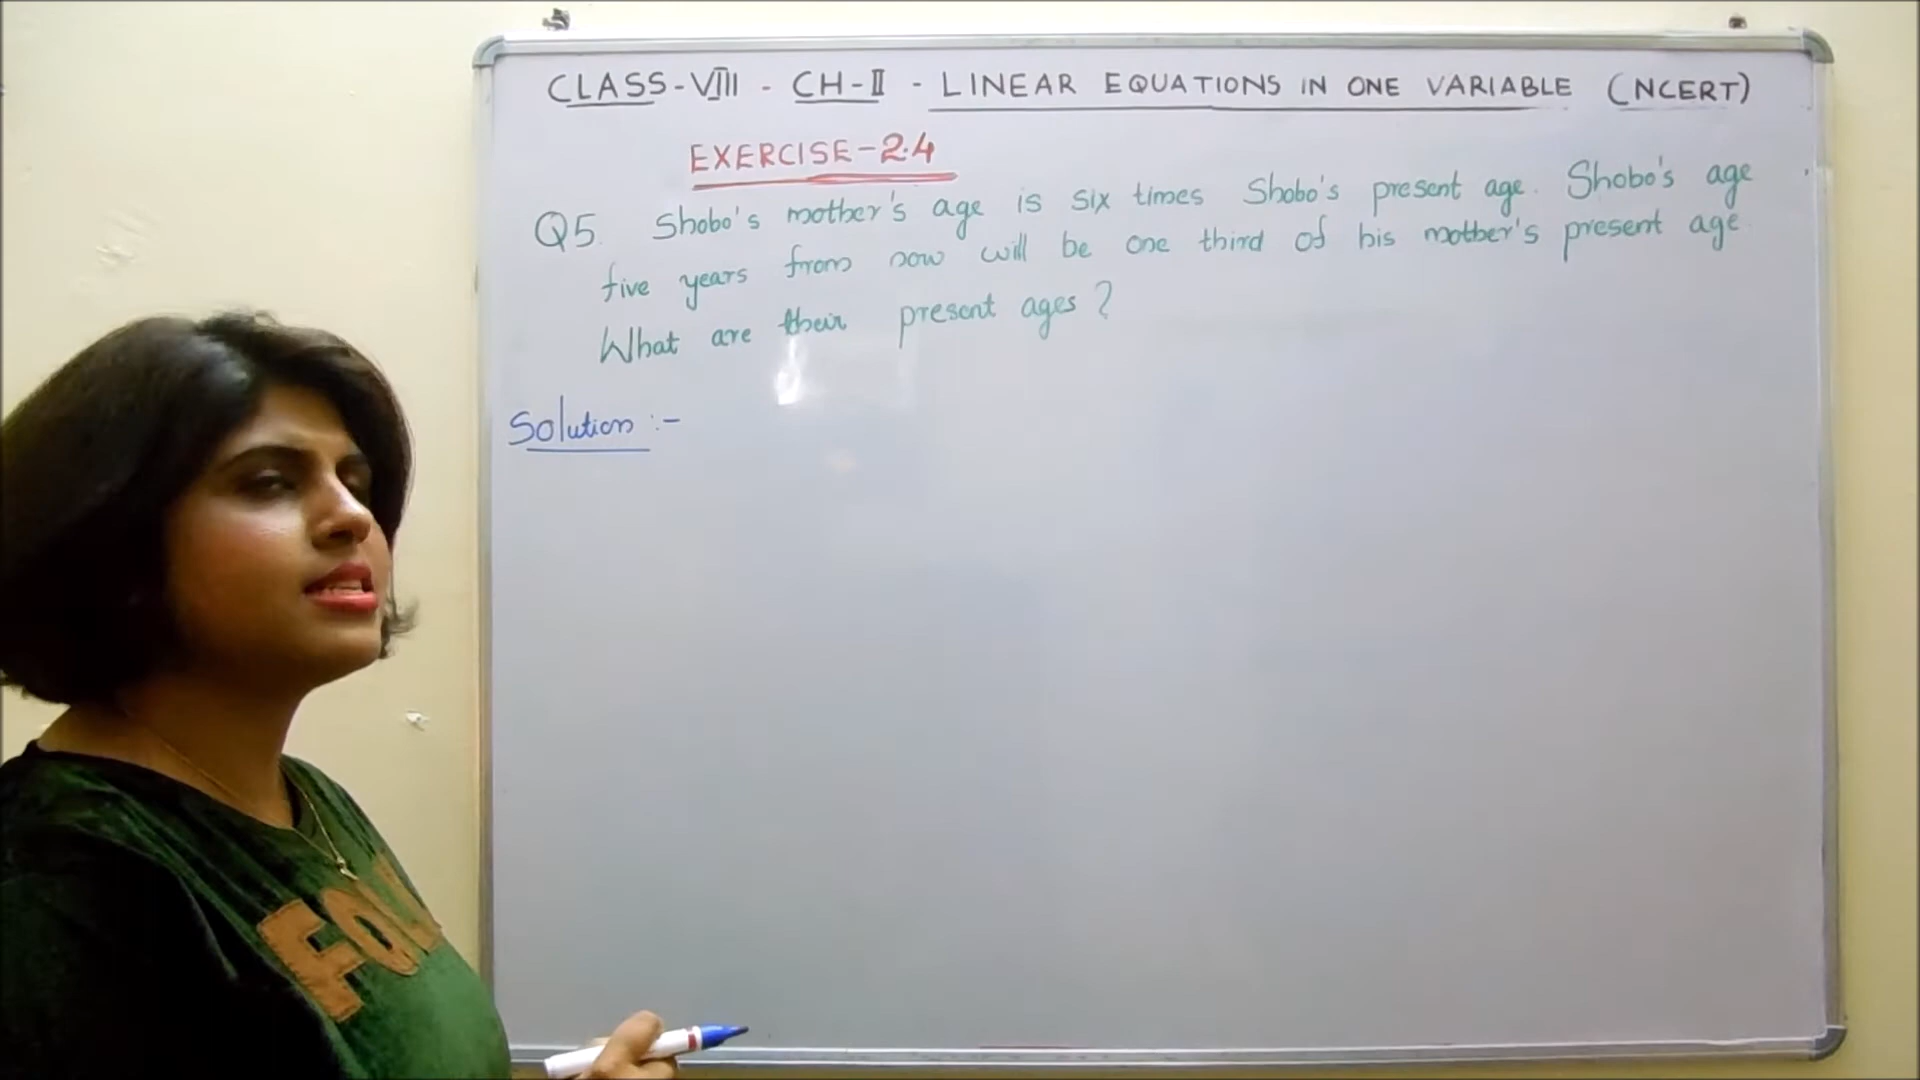 CLASS-VIII - CH-II - LINEAR EQUATIONS IN ONE VARIABLE (NCERT)
EXERCISE-2.4
Q5. Shobo's mother's age is six times Shobo's present age. Shobo's age
five years from now will be one third of his mother's present age.
What are their present ages?
Solution :-